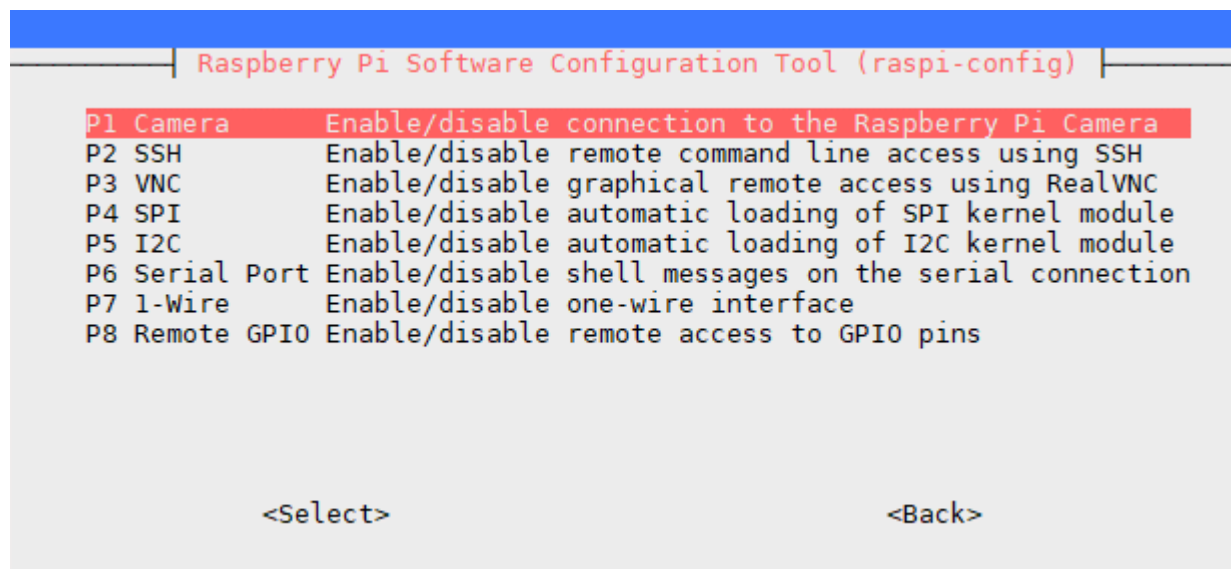 Raspberry Pi Software Configuration Tool (raspi-config)
P1 Camera Enable/disable connection to the Raspberry Pi Camera
P2 SSH Enable/disable remote command line access using SSH
P3 VNC Enable/disable graphical remote access using RealVNC
P4 SPI Enable/disable automatic loading of SPI kernel module
P5 I2C Enable/disable automatic loading of I2C kernel module
P6 Serial Port Enable/disable shell messages on the serial connection
P7 1-Wire Enable/disable one-wire interface
P8 Remote GPIO Enable/disable remote access to GPIO pins
<Select> <Back>